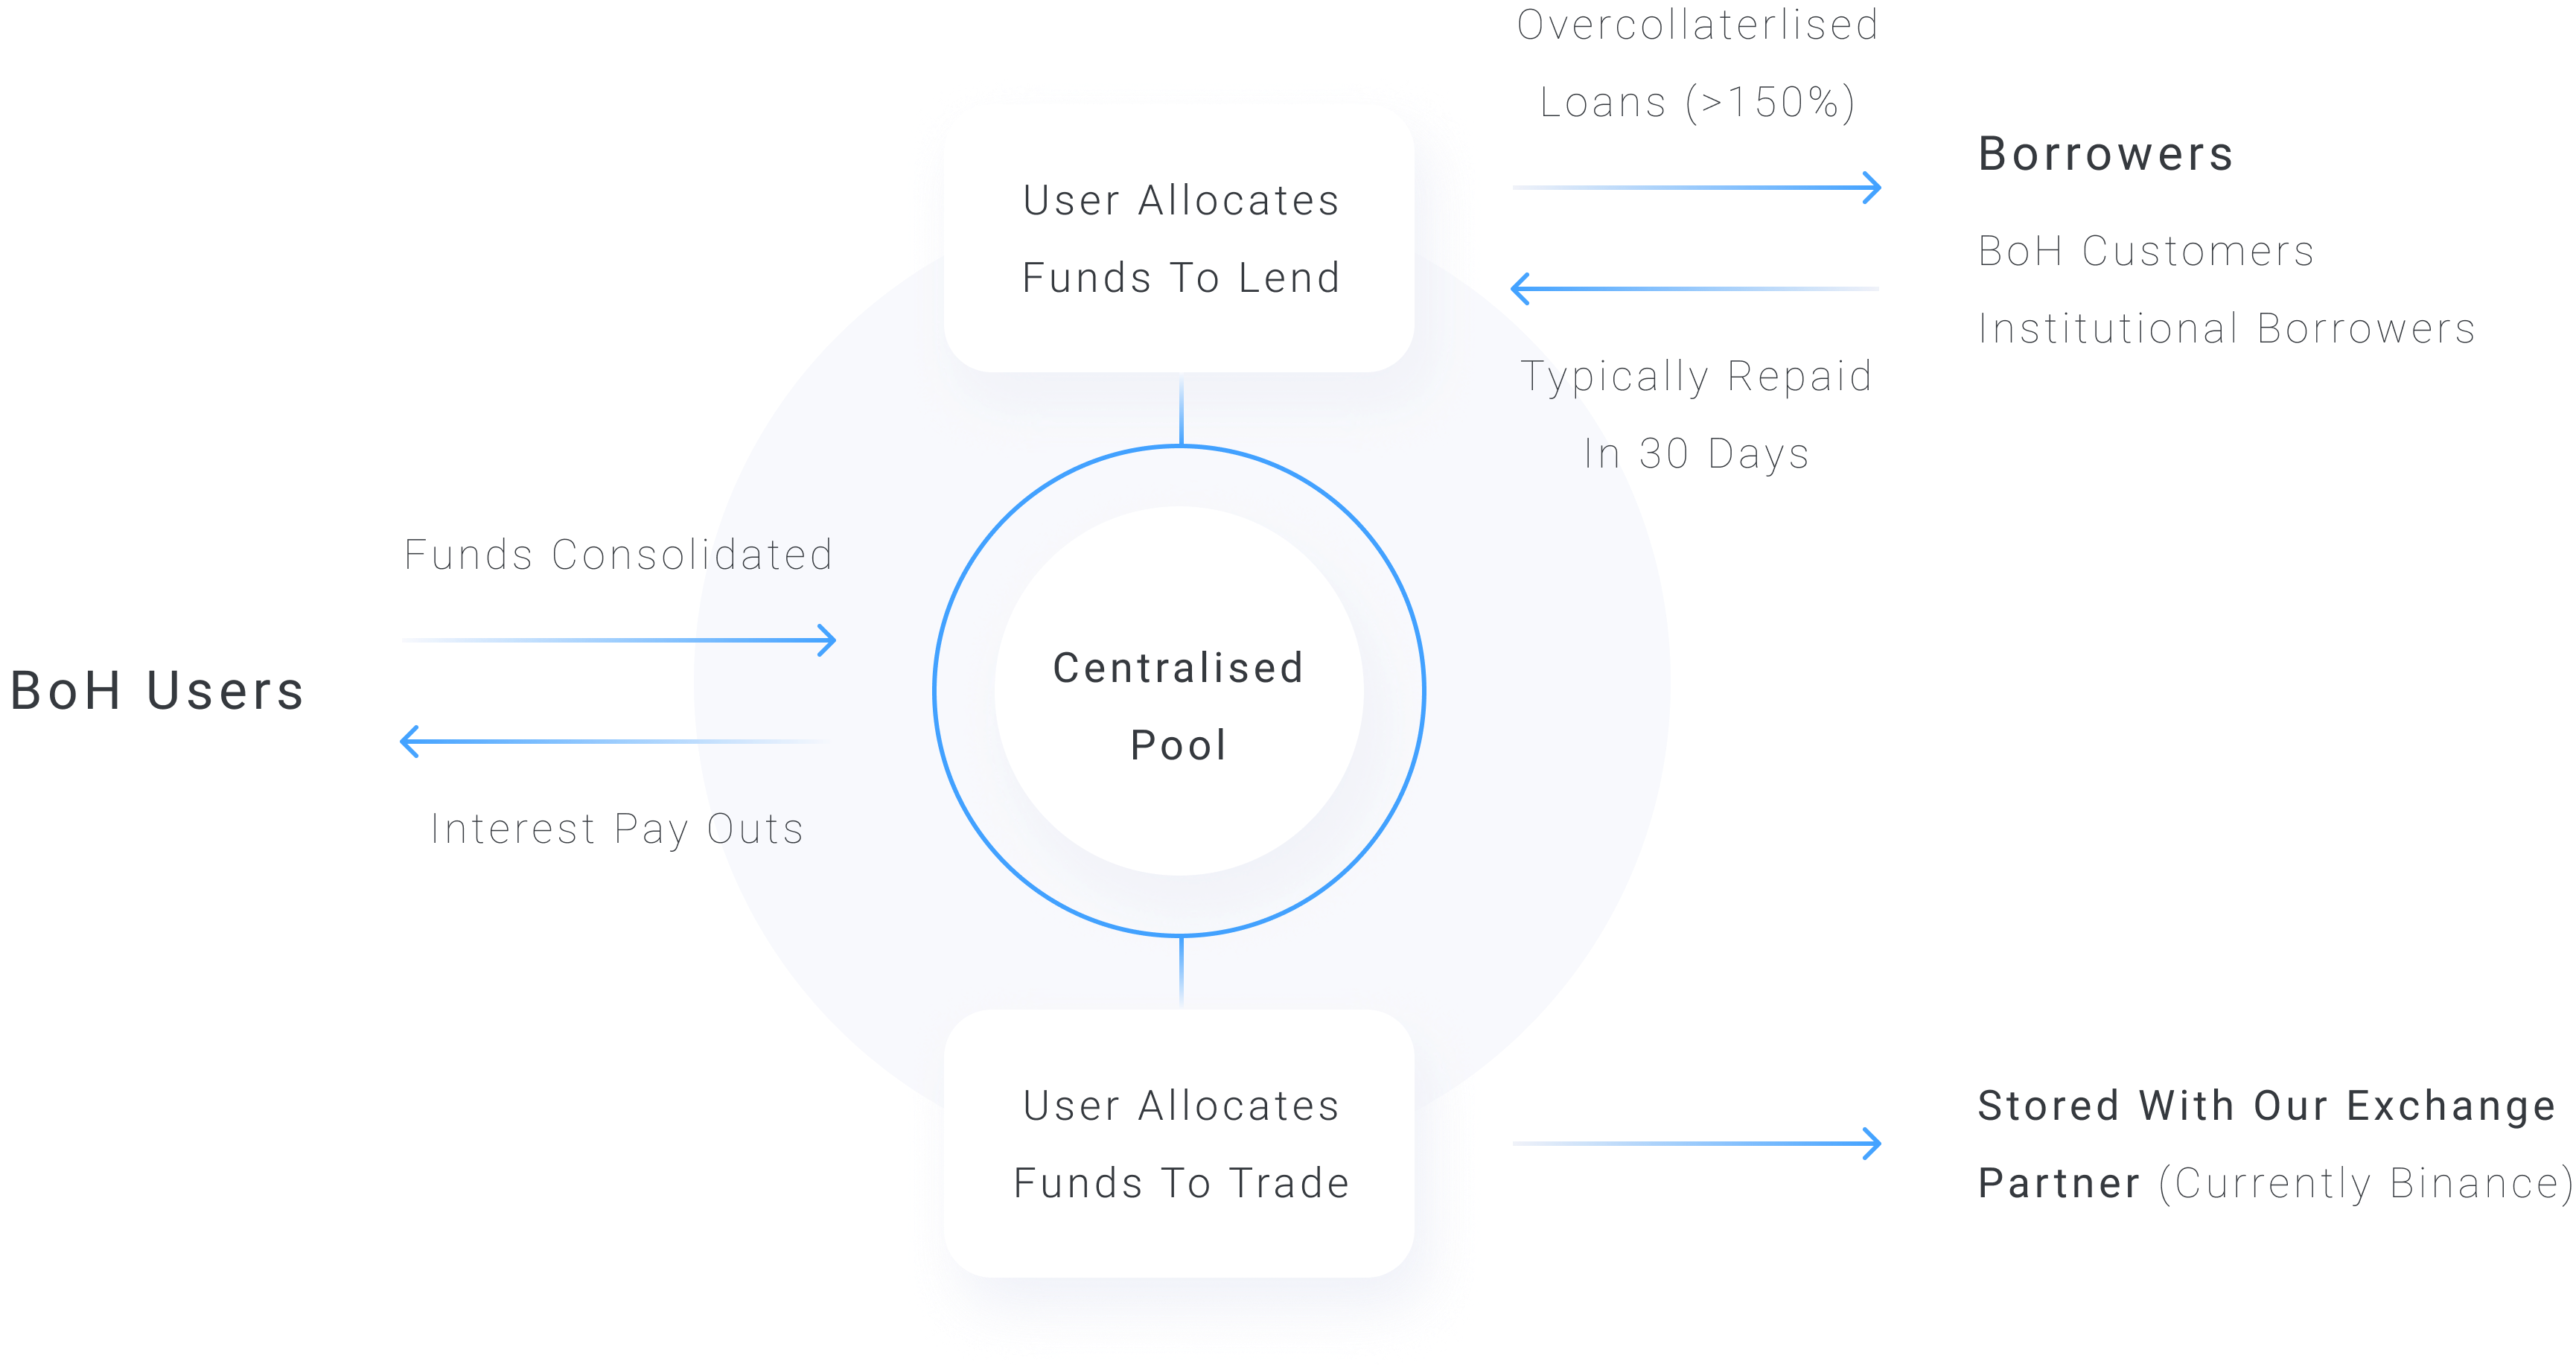 Overcollaterlised
Loans (>150%)
User Allocates
Funds To Lend
Borrowers
BoH Customers
Institutional Borrowers
Typically Repaid
In 30 Days
Funds Consolidated
BoH Users
Interest Pay Outs
Centralised
Pool
User Allocates
Funds To Trade
Stored With Our Exchange
Partner (Currently Binance)